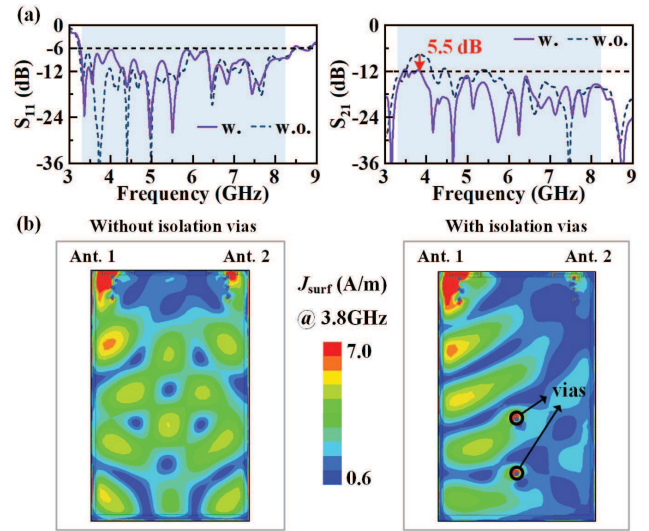 (a)
0
-6
-12
-24
-36
S11 (dB)
w.
w.o.
3 4 5 6 7 8 9
Frequency (GHz)
0
-12
-24
-36
S21 (dB)
5.5 dB
w.
w.o.
3 4 5 6 7 8 9
Frequency (GHz)
(b)
Without isolation vias
Ant. 1
Ant. 2
Jsurf (A/m)
@ 3.8GHz
7.0
0.6
With isolation vias
Ant. 1
Ant. 2
vias